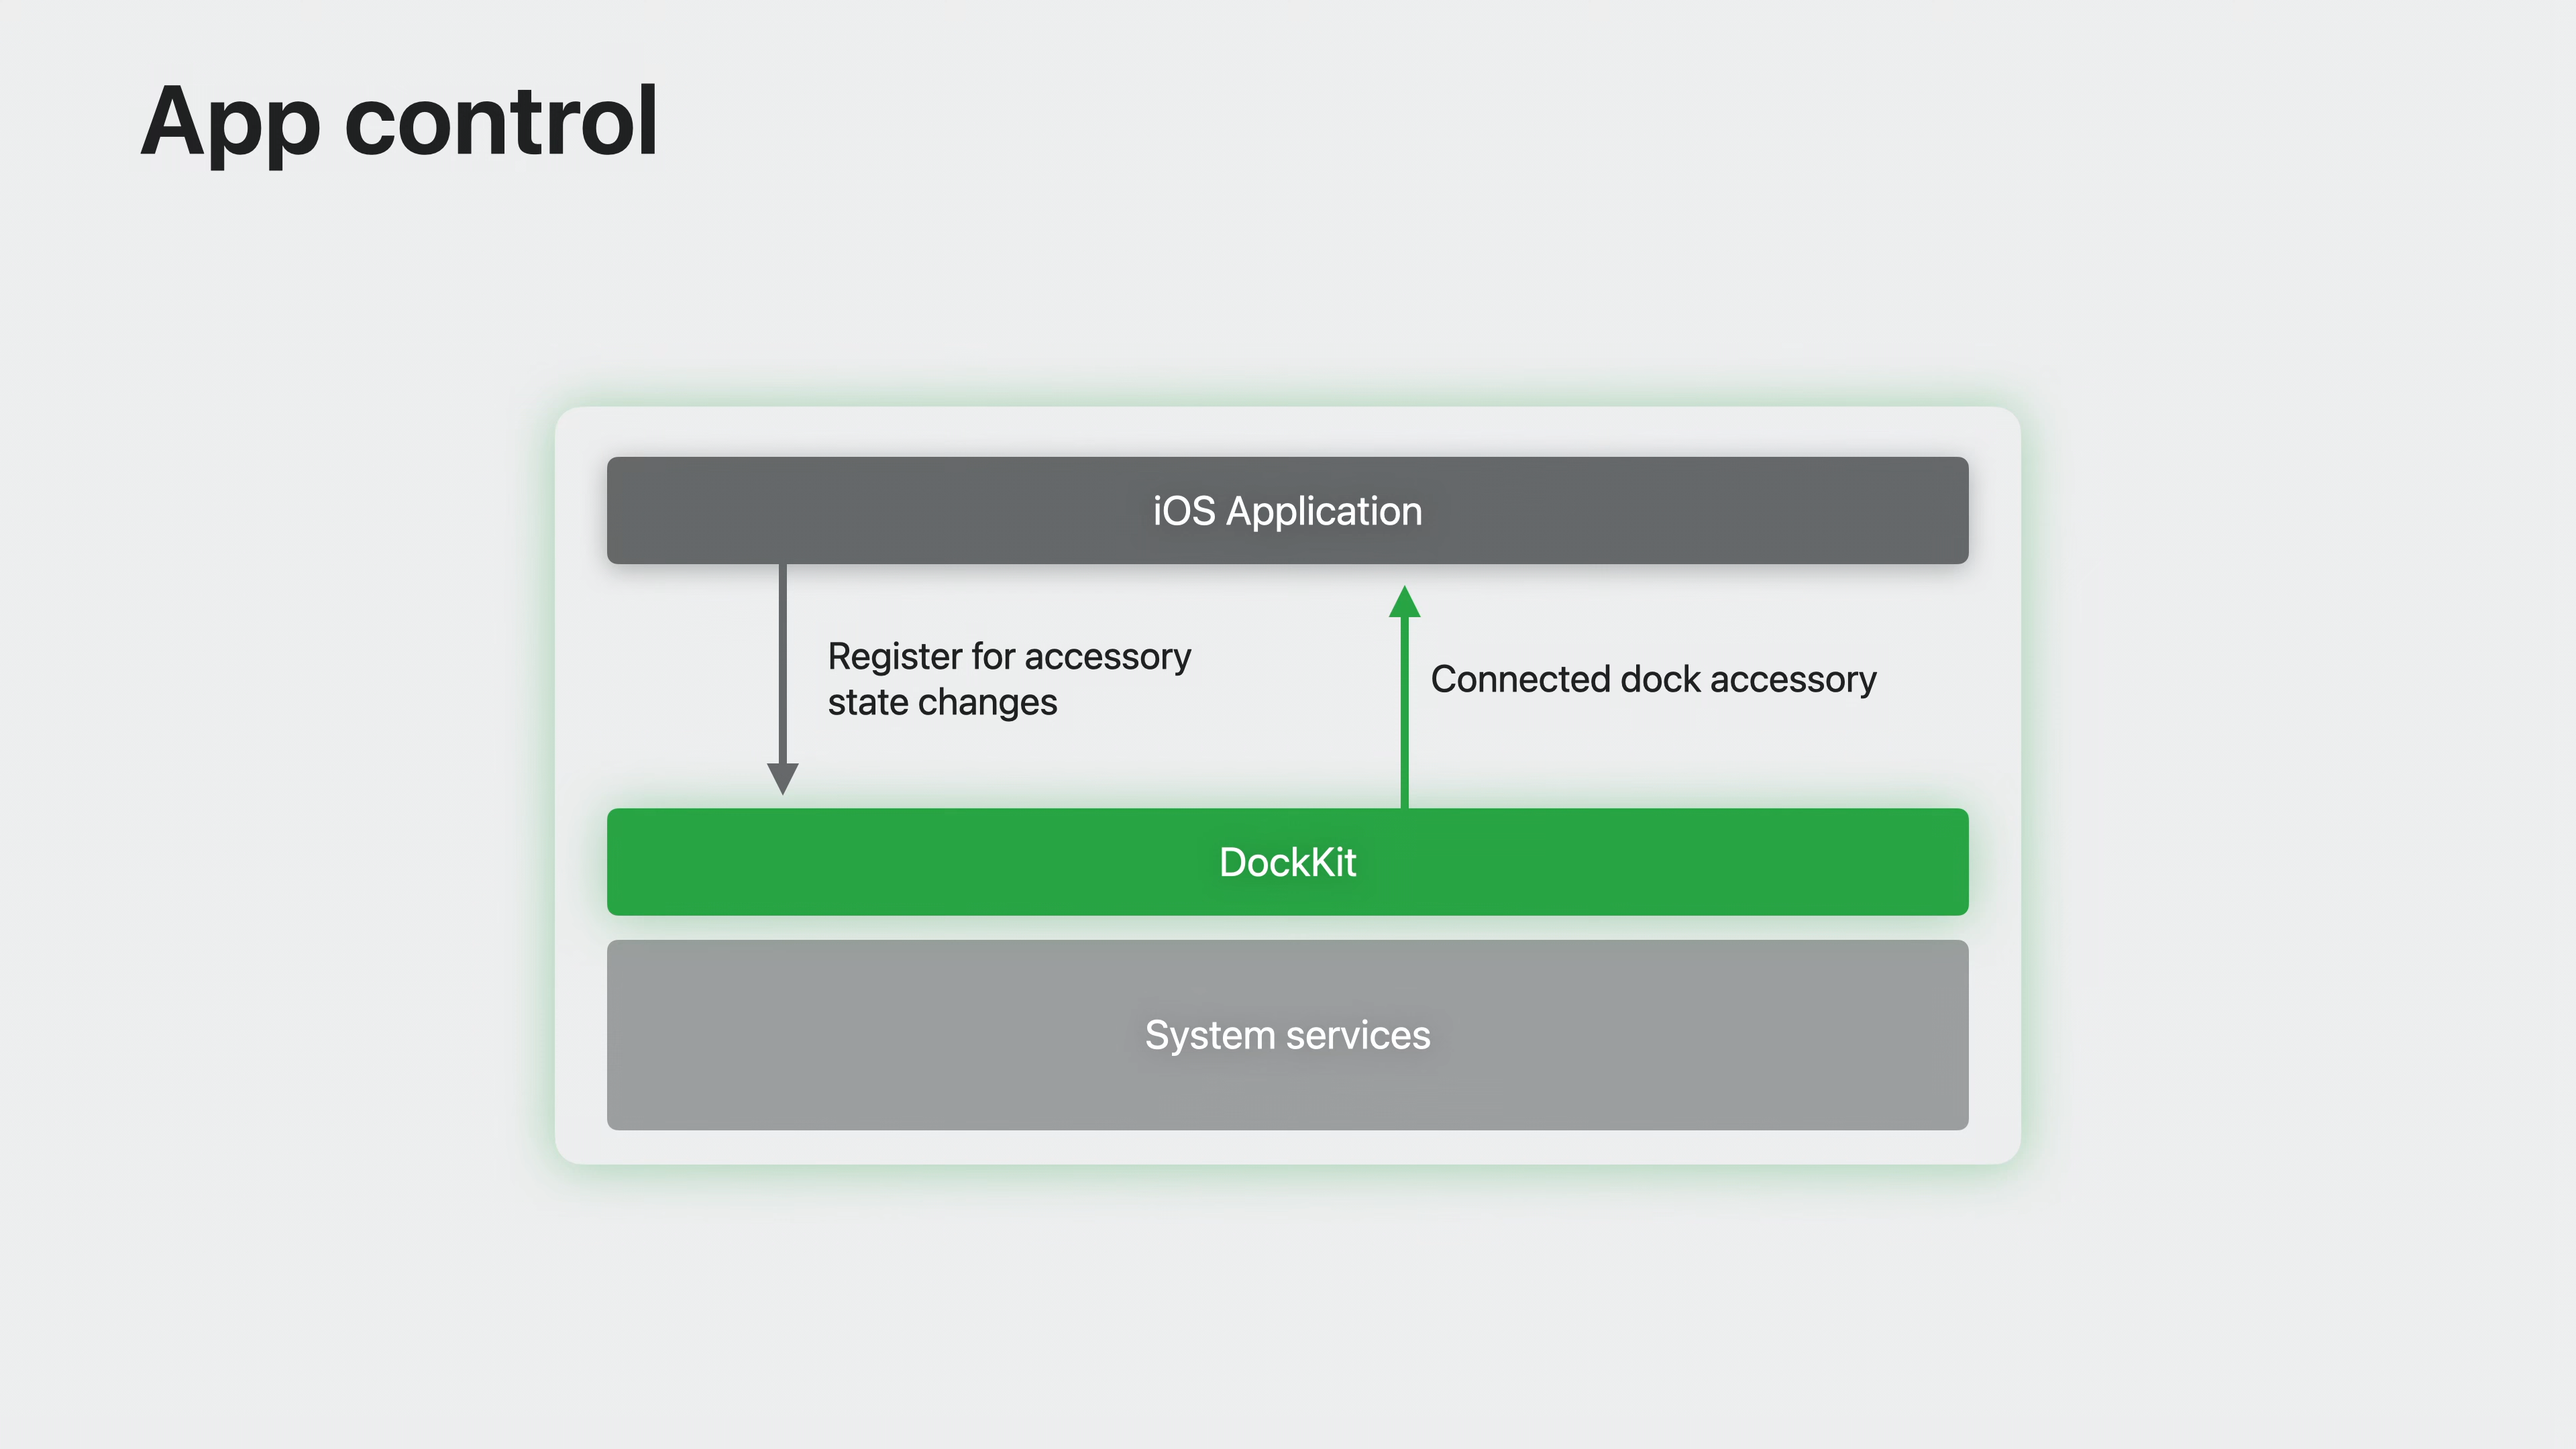 App control
iOS Application
Register for accessory
state changes
Connected dock accessory
DockKit
System services